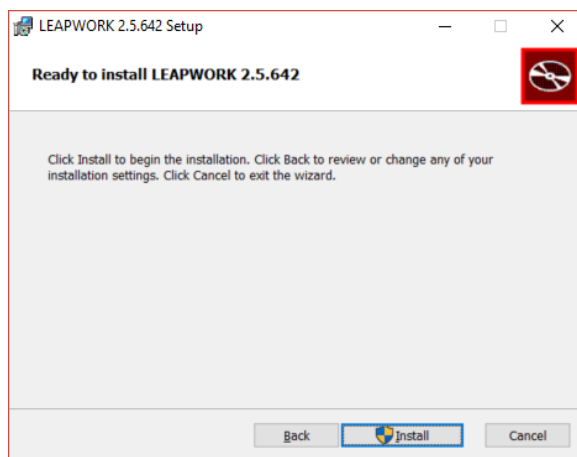 LEAPWORK 2.5.642 Setup
Ready to install LEAPWORK 2.5.642
Click Install to begin the installation. Click Back to review or change any of your
installation settings. Click Cancel to exit the wizard.
Back Install Cancel